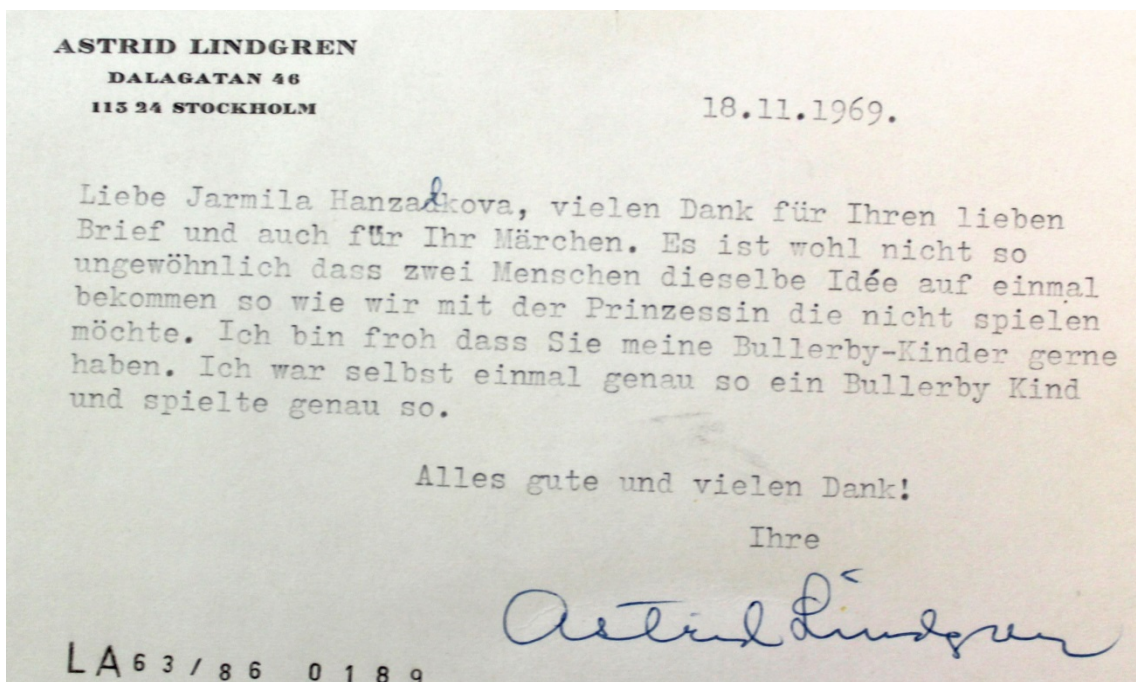 ASTRID LINDGREN
DALAGATAN 46
113 24 STOCKHOLM
18.11.1969.
Liebe Jarmila Hanzadkova, vielen Dank für Ihren lieben
Brief und auch für Ihr Märchen. Es ist wohl nicht so
ungewöhnlich dass zwei Menschen dieselbe Idée auf einmal
bekommen so wie wir mit der Prinzessin die nicht spielen
möchte. Ich bin froh dass Sie meine Bullerby-Kinder gerne
haben. Ich war selbst einmal genau so ein Bullerby Kind
und spielte genau so.
Alles gute und vielen Dank!
Ihre
Astrid Lindgren
LA63/86 0189